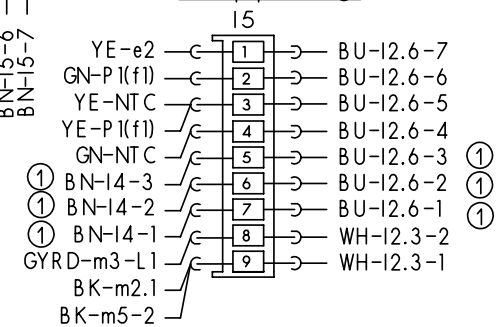 BN-I5-6
BN-I5-7
I5
YE-e2 1 BU-I2.6-7
GN-P1(f1) 2 BU-I2.6-6
YE-NTC 3 BU-I2.6-5
YE-P1(f1) 4 BU-I2.6-4
GN-NTC 5 BU-I2.6-3 1
1 BN-I4-3 6 BU-I2.6-2 1
1 BN-I4-2 7 BU-I2.6-1 1
1 BN-I4-1 8 WH-I2.3-2
GYRD-m3-L1 9 WH-I2.3-1
BK-m2.1
BK-m5-2